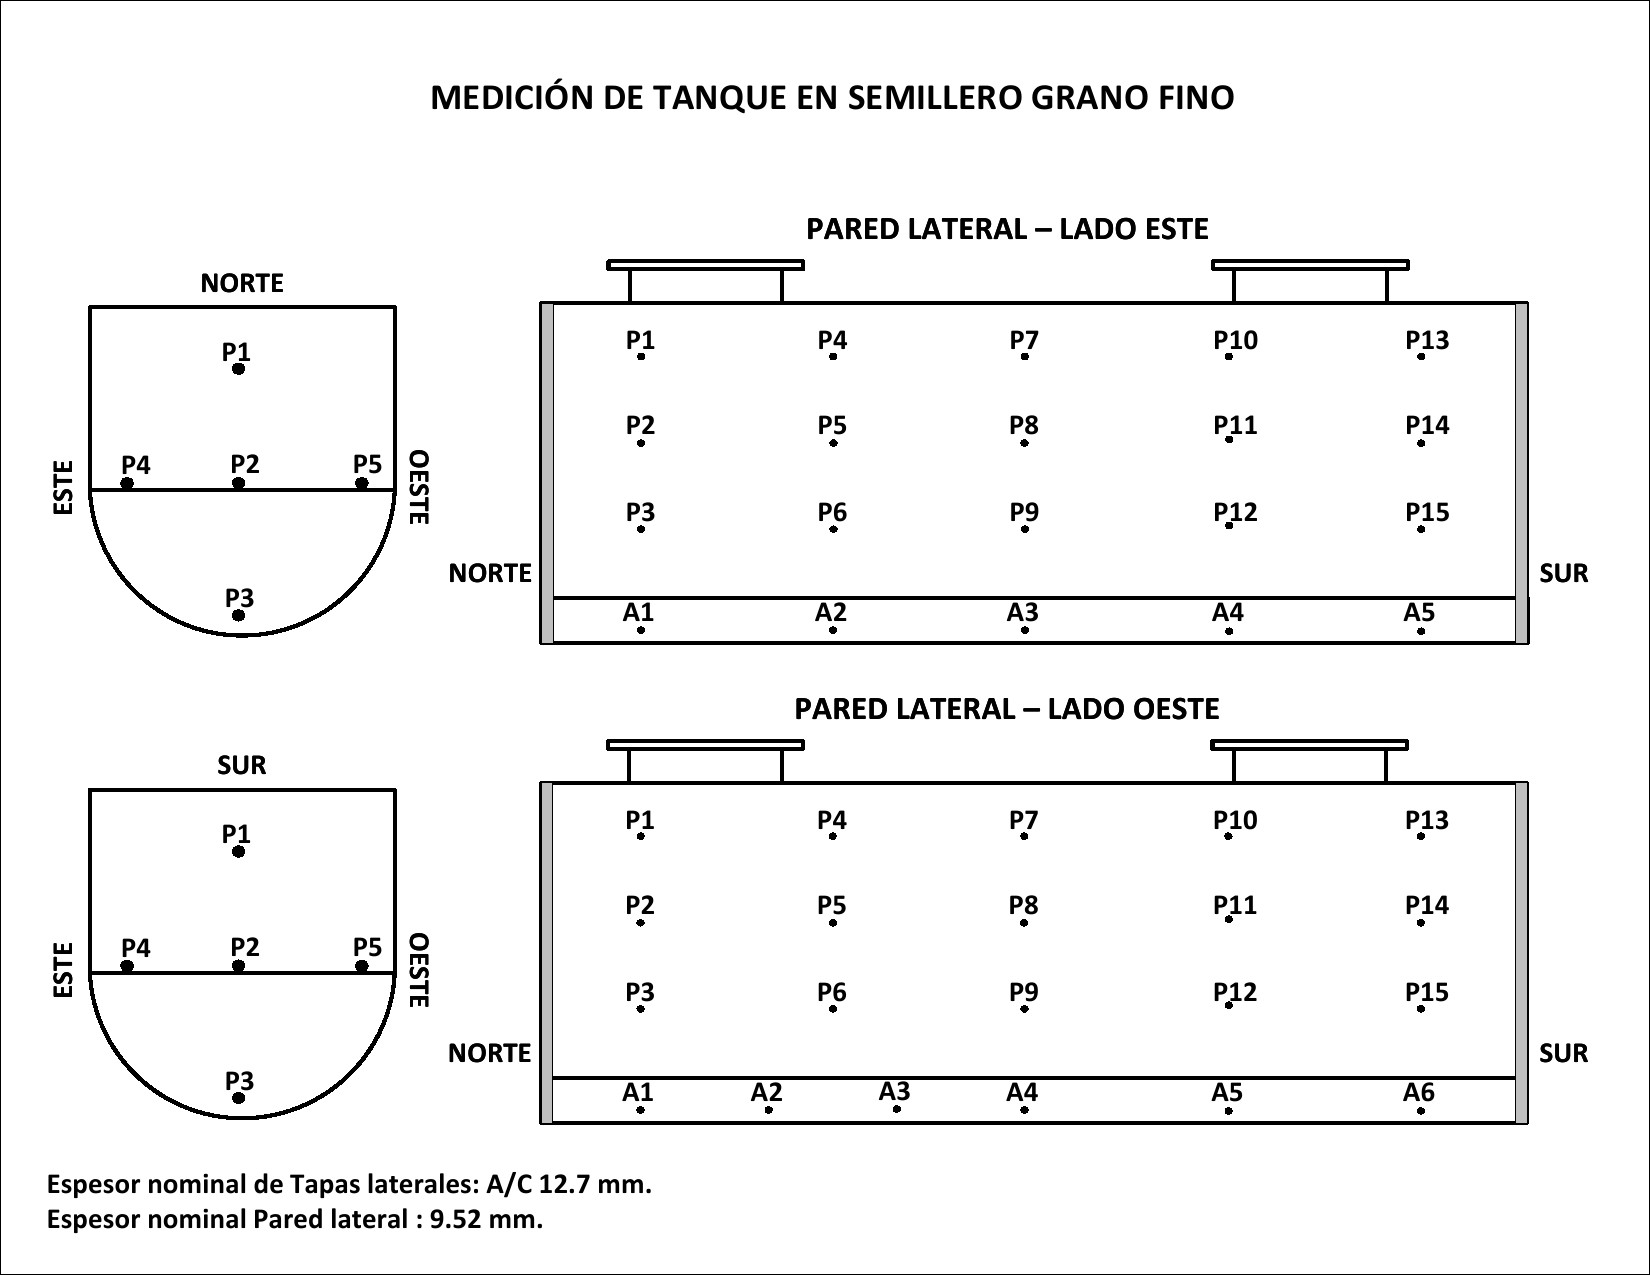 MEDICIÓN DE TANQUE EN SEMILLERO GRANO FINO
NORTE
P1
P4 P2 P5
ESTE
OESTE
P3
PARED LATERAL – LADO ESTE
P1 P4 P7 P10 P13
P2 P5 P8 P11 P14
P3 P6 P9 P12 P15
NORTE SUR
A1 A2 A3 A4 A5
SUR
P1
P4 P2 P5
ESTE
OESTE
P3
PARED LATERAL – LADO OESTE
P1 P4 P7 P10 P13
P2 P5 P8 P11 P14
P3 P6 P9 P12 P15
NORTE SUR
A1 A2 A3 A4 A5 A6
Espesor nominal de Tapas laterales: A/C 12.7 mm.
Espesor nominal Pared lateral : 9.52 mm.